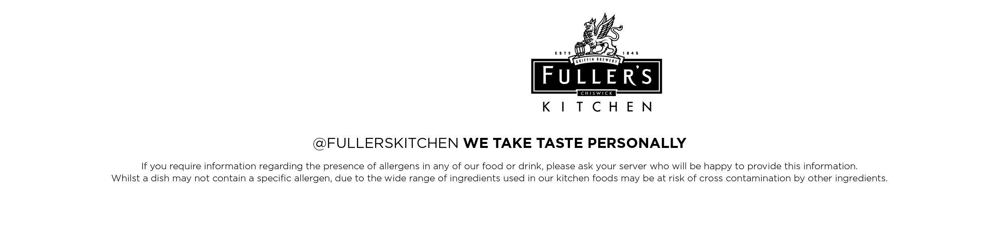 ESTD 1845
GRIFFIN BREWERY
FULLER'S
CHISWICK
KITCHEN
@FULLERSKITCHEN WE TAKE TASTE PERSONALLY
If you require information regarding the presence of allergens in any of our food or drink, please ask your server who will be happy to provide this information.
Whilst a dish may not contain a specific allergen, due to the wide range of ingredients used in our kitchen foods may be at risk of cross contamination by other ingredients.